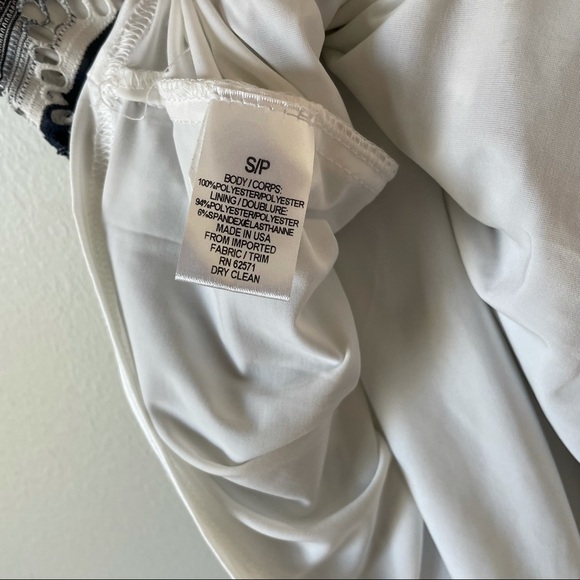 S/P
BODY / CORPS:
100%POLYESTER/POLYESTER
LINING / DOUBLURE:
94%POLYESTER/POLYESTER
6%SPANDEX/ELASTHANNE
MADE IN USA
FROM IMPORTED
FABRIC / TRIM
RN 62571
DRY CLEAN